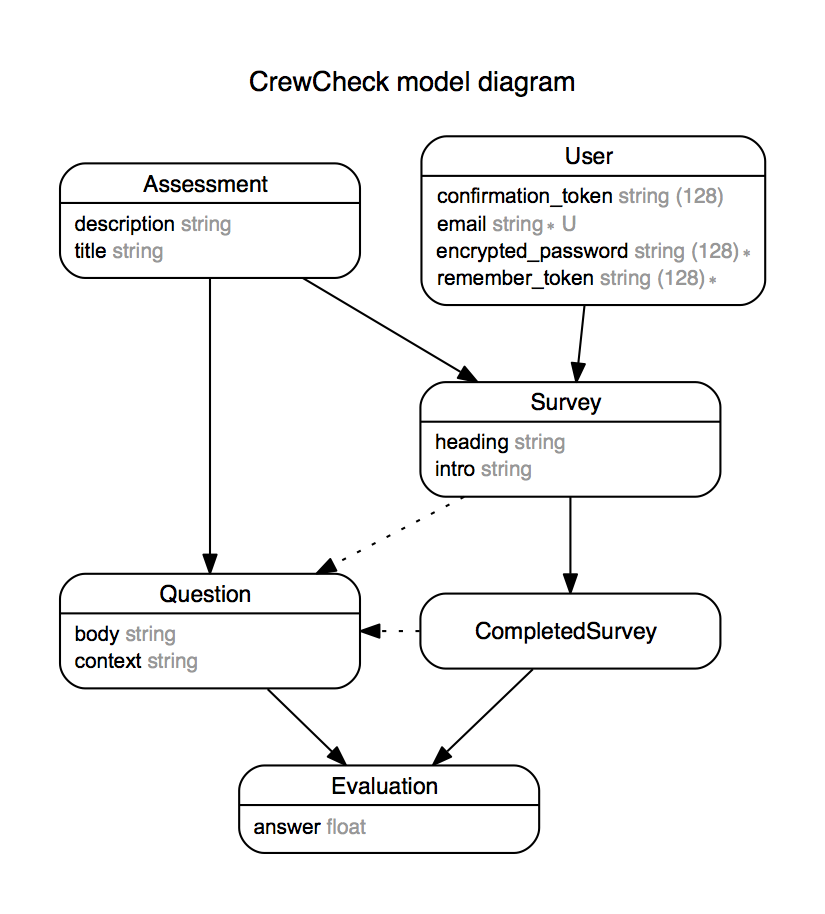 CrewCheck model diagram
Assessment
description string
title string
User
confirmation_token string (128)
email string* U
encrypted_password string (128)*
remember_token string (128)*
Survey
heading string
intro string
Question
body string
context string
CompletedSurvey
Evaluation
answer float